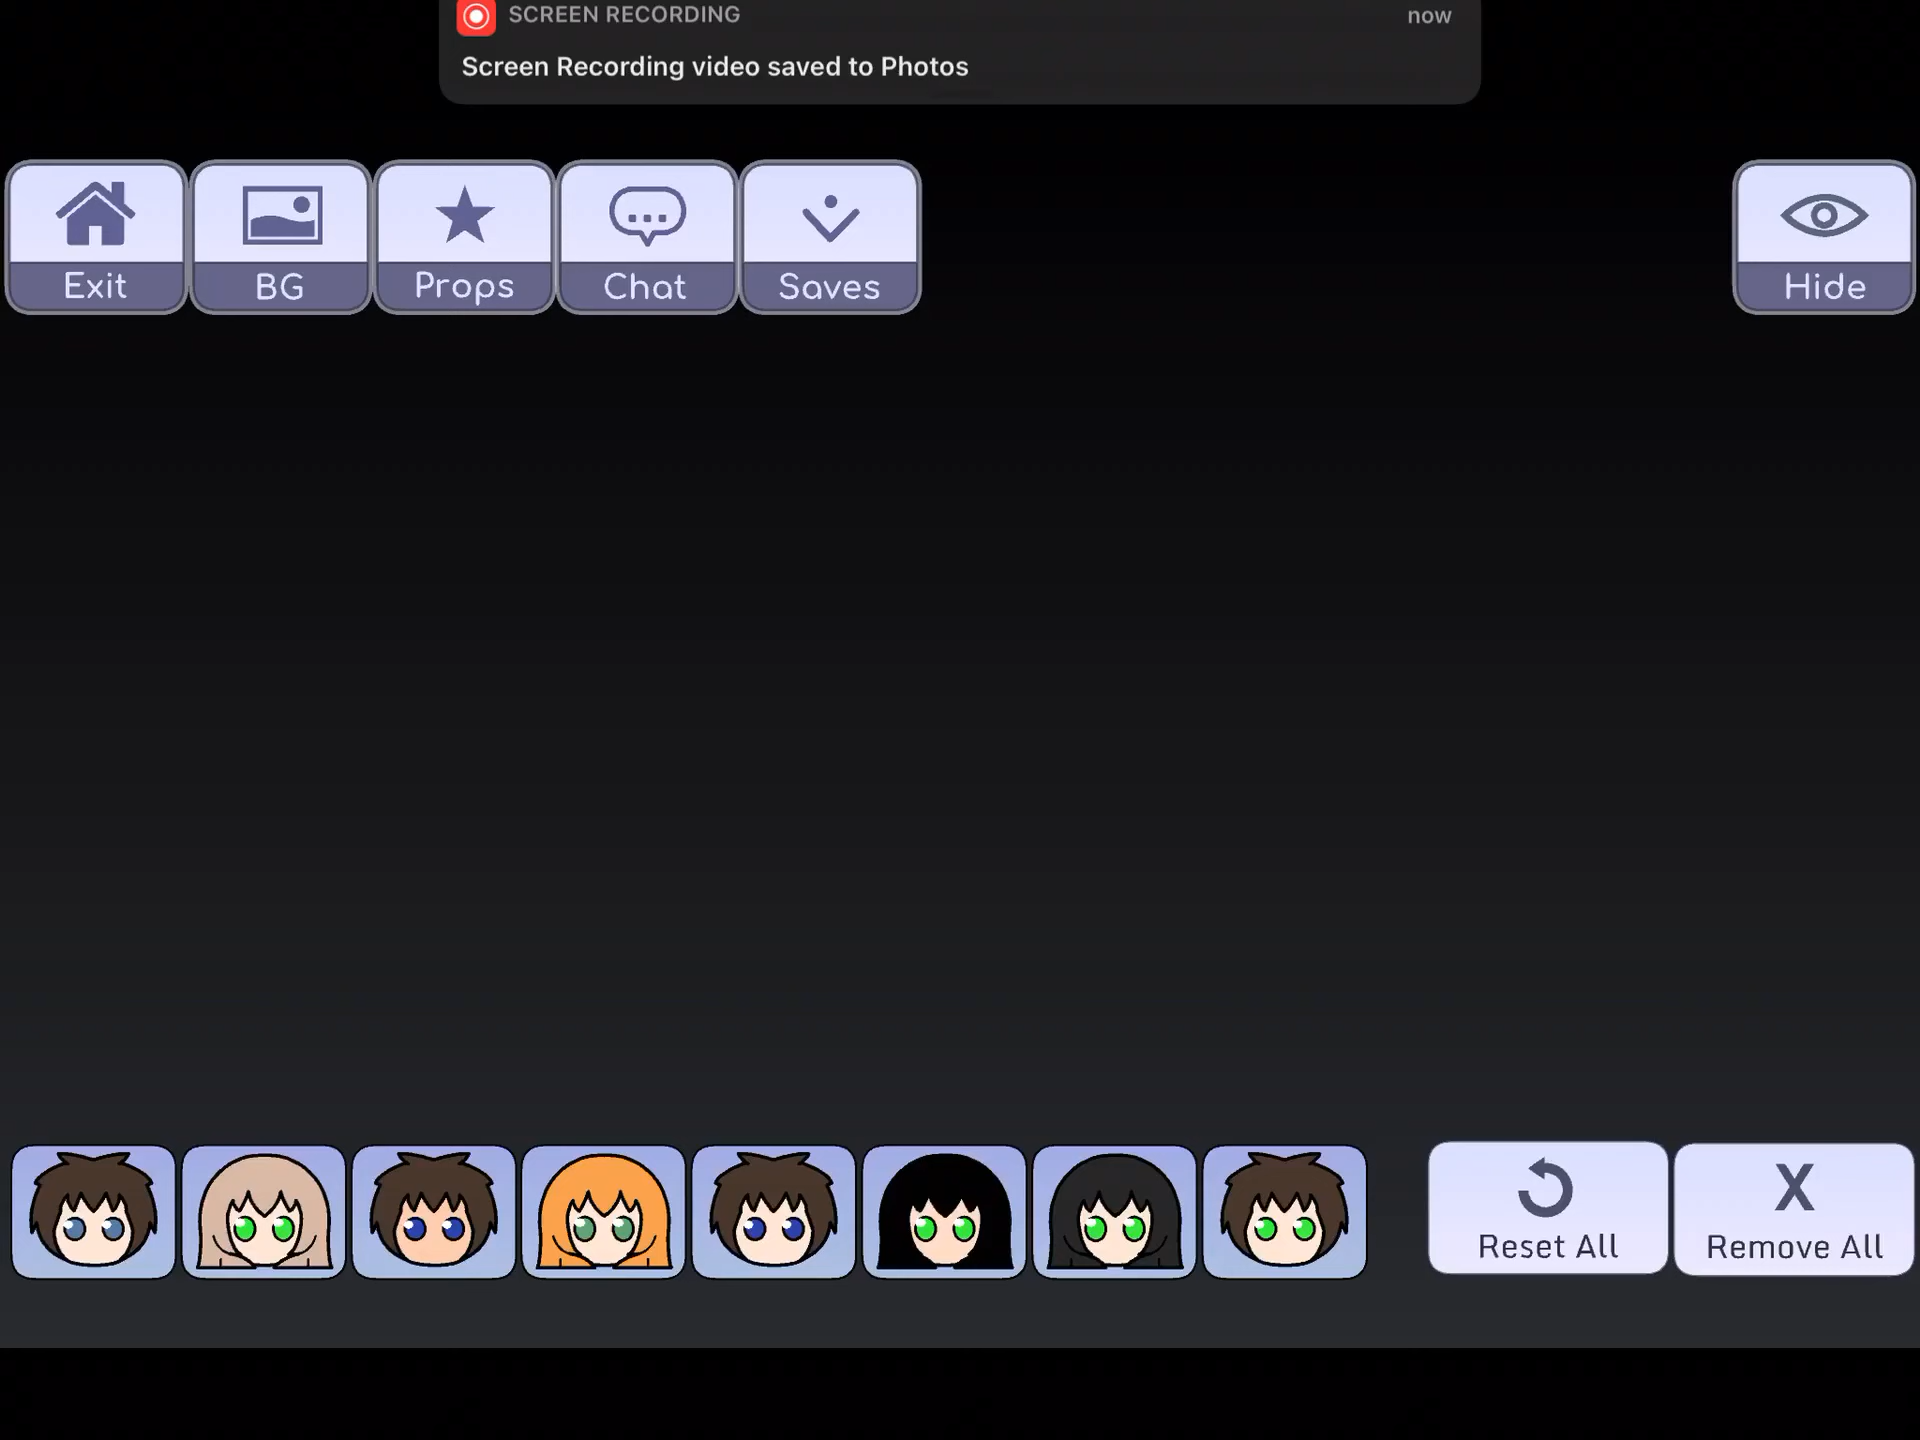 SCREEN RECORDING now
Screen Recording video saved to Photos
Exit BG Props Chat Saves Hide
Reset All X Remove All